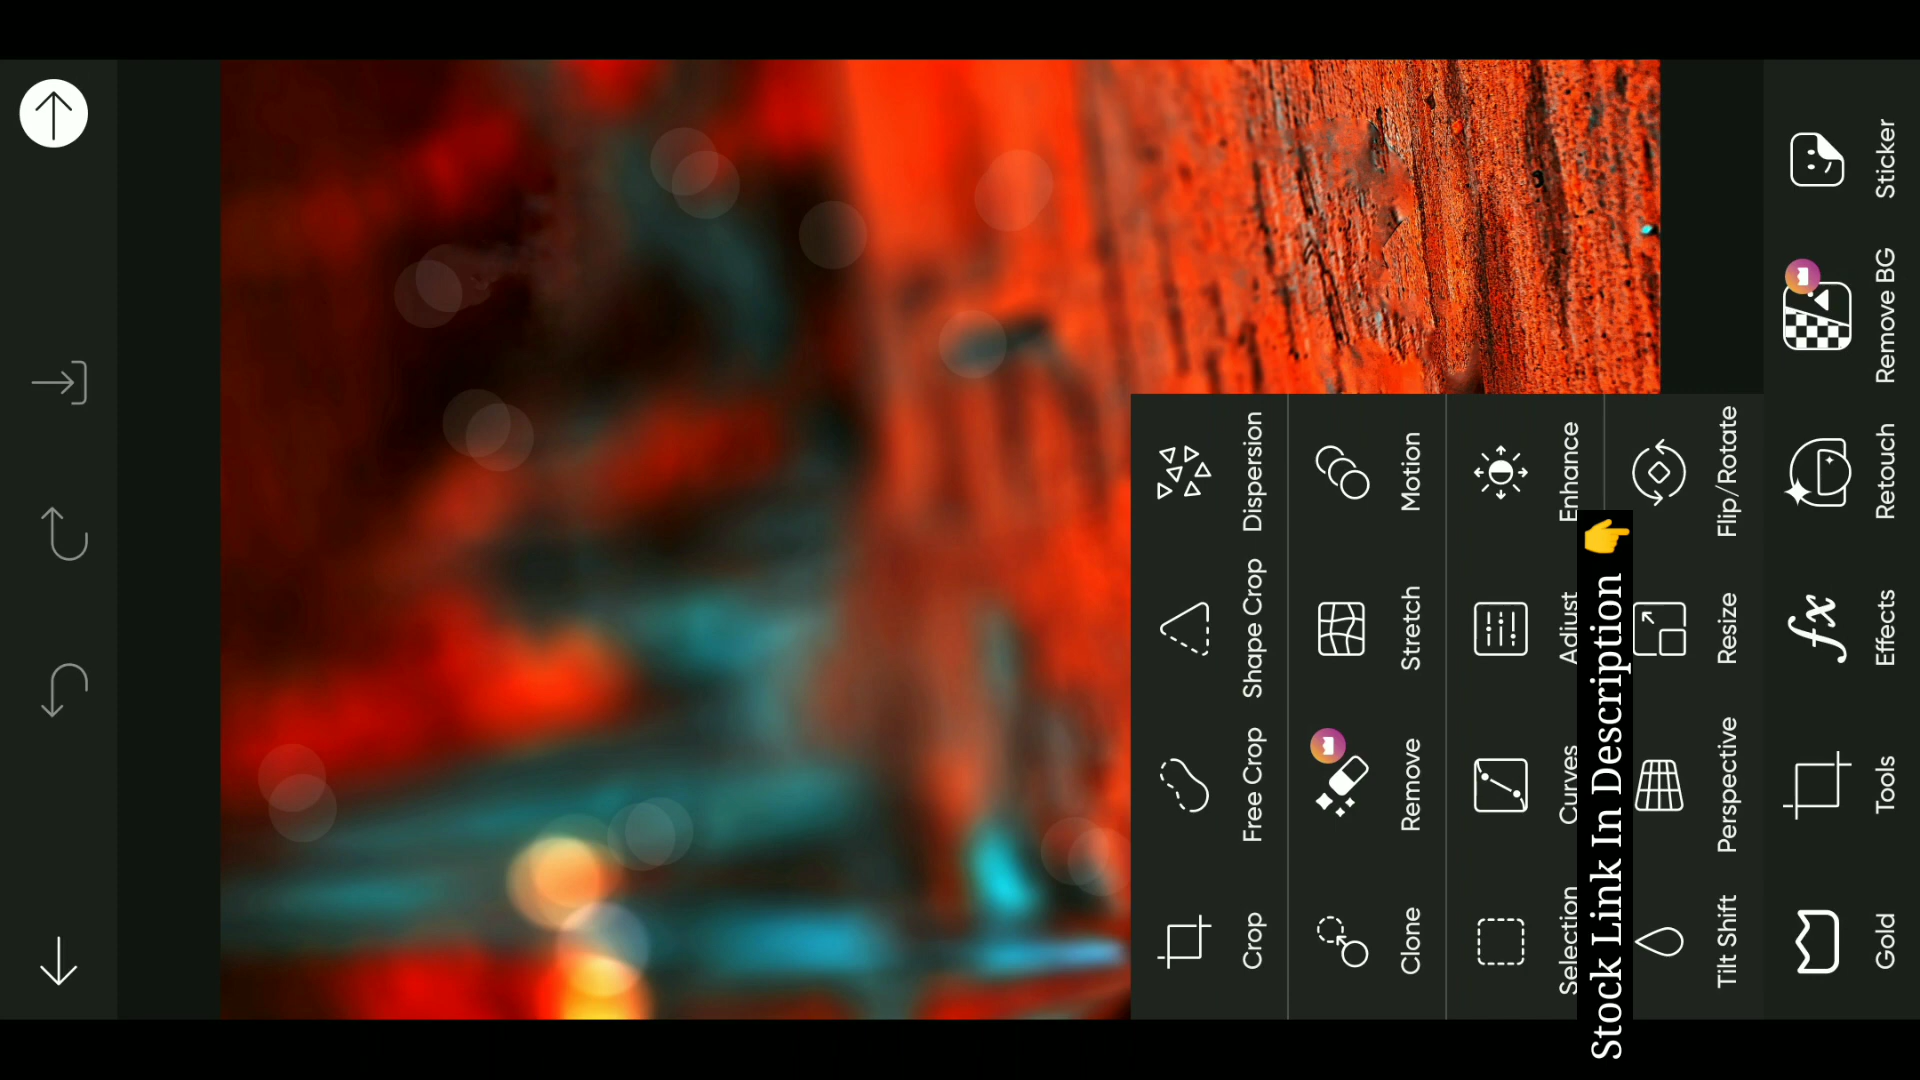 Crop Free Crop Shape Crop Dispersion
Clone Remove Stretch Motion
Selection Curves Adjust Enhance
Stock Link In Description 👉
Tilt Shift Perspective Resize Flip/Rotate
fx
Gold Tools Effects Retouch Remove BG Sticker